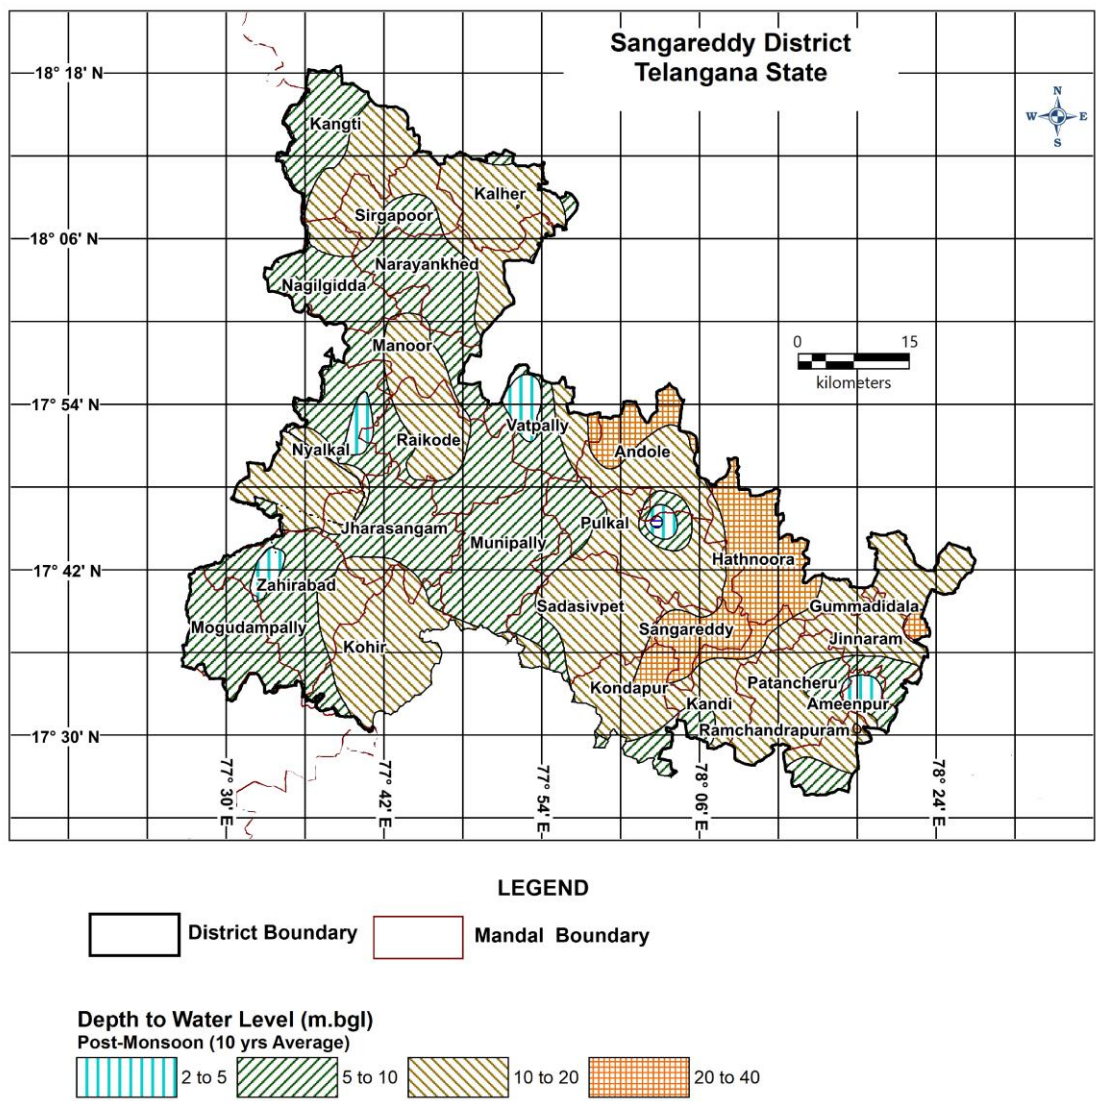 Sangareddy District
Telangana State
18° 18' N
N
W E
S
Kangti
Kalher
Sirgapoor
18° 06' N
Narayankhed
Nagilgidda
Manoor
0 15
kilometers
17° 54' N
Vatpally
Raikode
Nyalkal
Andole
Jharasangam
Pulkal
Munipally
Hathnoora
17° 42' N
Zahirabad
Sadasivpet
Gummadidala
Mogudampally
Sangareddy
Jinnaram
Kohir
Kondapur
Patancheru
Kandi
Ameenpur
17° 30' N
Ramchandrapuram
77° 30' E
77° 42' E
77° 54' E
78° 06' E
78° 24' E
LEGEND
District Boundary
Mandal Boundary
Depth to Water Level (m.bgl)
Post-Monsoon (10 yrs Average)
2 to 5
5 to 10
10 to 20
20 to 40